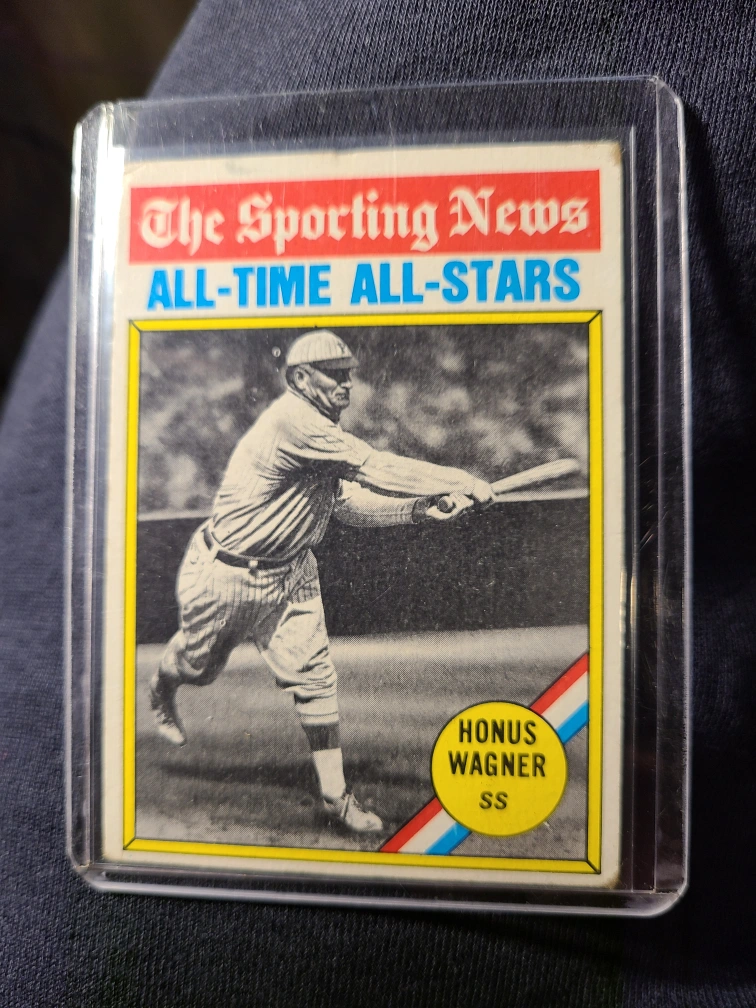 The Sporting News
ALL-TIME ALL-STARS
HONUS
WAGNER
SS